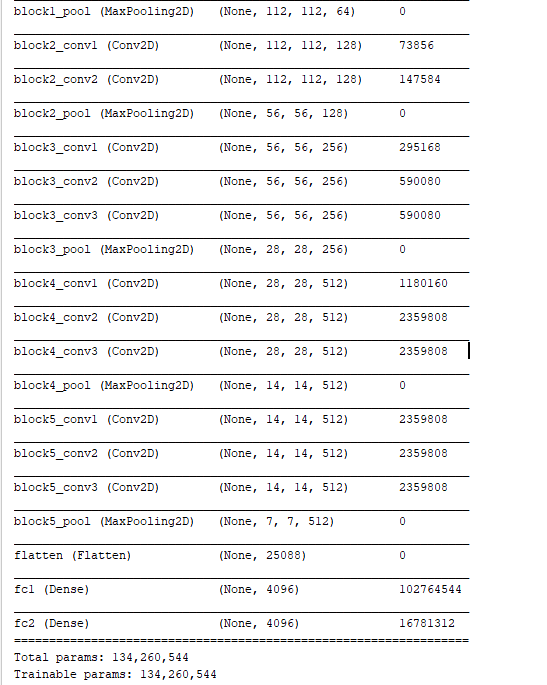 block1_pool (MaxPooling2D) (None, 112, 112, 64) 0
block2_conv1 (Conv2D) (None, 112, 112, 128) 73856
block2_conv2 (Conv2D) (None, 112, 112, 128) 147584
block2_pool (MaxPooling2D) (None, 56, 56, 128) 0
block3_conv1 (Conv2D) (None, 56, 56, 256) 295168
block3_conv2 (Conv2D) (None, 56, 56, 256) 590080
block3_conv3 (Conv2D) (None, 56, 56, 256) 590080
block3_pool (MaxPooling2D) (None, 28, 28, 256) 0
block4_conv1 (Conv2D) (None, 28, 28, 512) 1180160
block4_conv2 (Conv2D) (None, 28, 28, 512) 2359808
block4_conv3 (Conv2D) (None, 28, 28, 512) 2359808
block4_pool (MaxPooling2D) (None, 14, 14, 512) 0
block5_conv1 (Conv2D) (None, 14, 14, 512) 2359808
block5_conv2 (Conv2D) (None, 14, 14, 512) 2359808
block5_conv3 (Conv2D) (None, 14, 14, 512) 2359808
block5_pool (MaxPooling2D) (None, 7, 7, 512) 0
flatten (Flatten) (None, 25088) 0
fc1 (Dense) (None, 4096) 102764544
fc2 (Dense) (None, 4096) 16781312
Total params: 134,260,544
Trainable params: 134,260,544